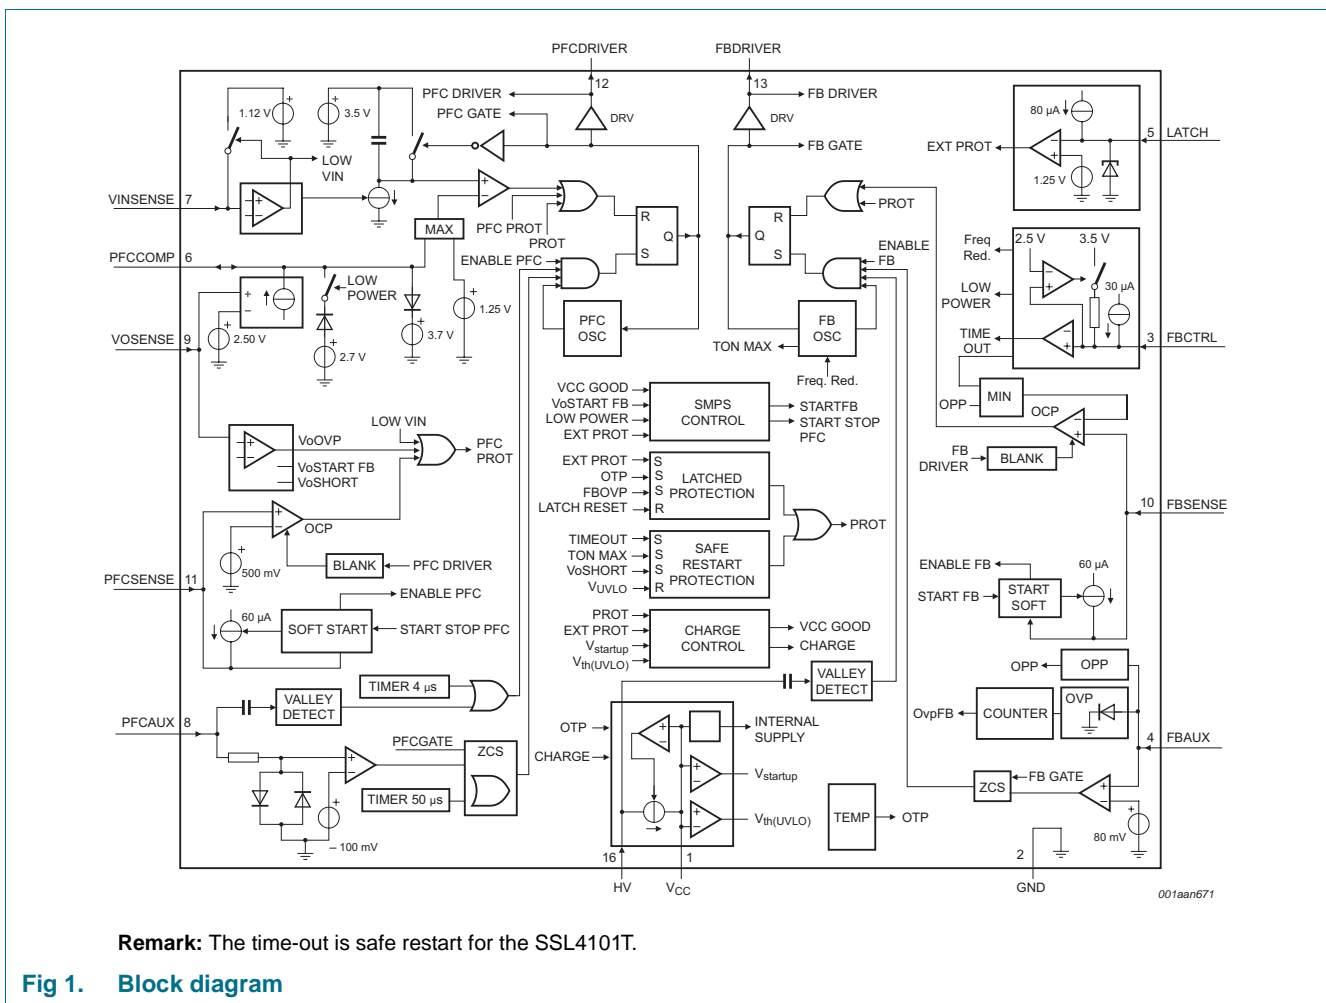 PFCDRIVER
FBDRIVER
12
13
PFC DRIVER
FB DRIVER
PFC GATE
DRV
DRV
FB GATE
1.12 V
3.5 V
LOW
VIN
80 µA
5 LATCH
EXT PROT
1.25 V
VINSENSE 7
R
Q
S
R
Q
S
PROT
MAX
PFC PROT
PROT
PFCCOMP 6
ENABLE PFC
ENABLE
FB
Freq
Red.
2.5 V
3.5 V
30 µA
LOW
POWER
LOW
POWER
1.25 V
PFC
OSC
FB
OSC
TIME
OUT
3 FBCTRL
VOSENSE 9
2.50 V
3.7 V
2.7 V
TON MAX
Freq. Red.
MIN
OPP
OCP
VCC GOOD
VoSTART FB
LOW POWER
EXT PROT
SMPS
CONTROL
STARTFB
START STOP
PFC
LOW VIN
VoOVP
VoSTART FB
VoSHORT
PFC
PROT
FB
DRIVER
BLANK
EXT PROT
OTP
FBOVP
LATCH RESET
S
S
S
R
LATCHED
PROTECTION
PROT
10 FBSENSE
OCP
500 mV
BLANK
PFC DRIVER
TIMEOUT
TON MAX
VoSHORT
VUVLO
S
S
S
R
SAFE
RESTART
PROTECTION
PFCSENSE 11
ENABLE PFC
60 µA
SOFT START
START STOP PFC
ENABLE FB
60 µA
START FB
START
SOFT
PROT
EXT PROT
Vstartup
Vth(UVLO)
CHARGE
CONTROL
VCC GOOD
CHARGE
OPP
OPP
TIMER 4 µs
VALLEY
DETECT
VALLEY
DETECT
OVP
OvpFB
COUNTER
PFCAUX 8
4 FBAUX
OTP
INTERNAL
SUPPLY
PFCGATE
ZCS
CHARGE
Vstartup
FB GATE
ZCS
TIMER 50 µs
Vth(UVLO)
TEMP
OTP
80 mV
– 100 mV
16
1
2
HV
VCC
GND
001aan671
Remark: The time-out is safe restart for the SSL4101T.
Fig 1. Block diagram